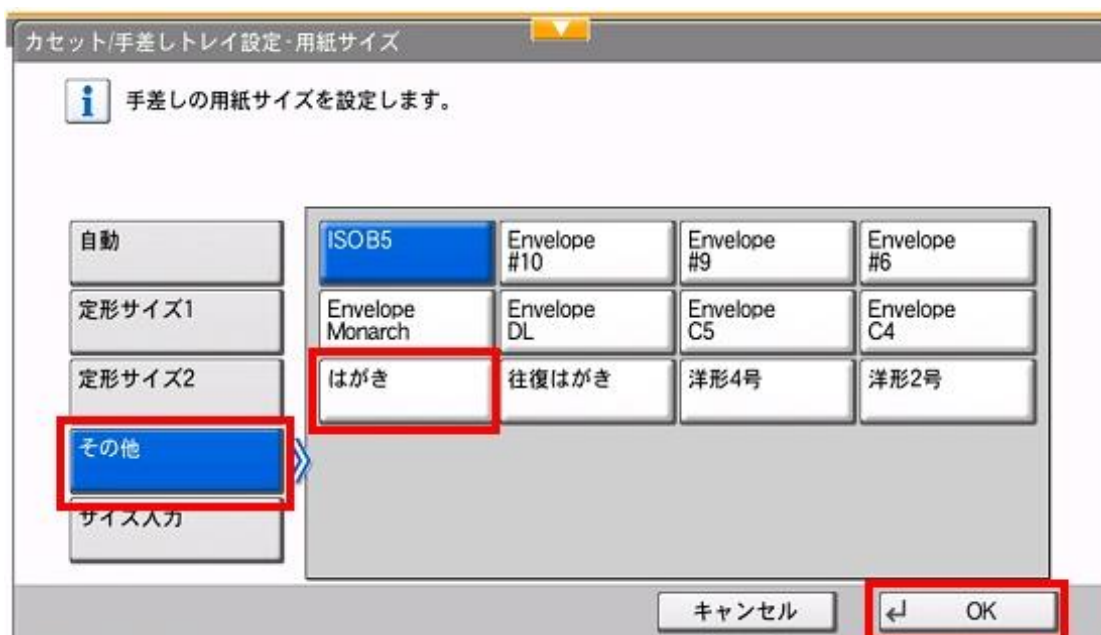 カセット/手差しトレイ設定-用紙サイズ
i 手差しの用紙サイズを設定します。
自動
定形サイズ1
定形サイズ2
その他
サイズ入力
ISO B5
Envelope
#10
Envelope
#9
Envelope
#6
Envelope
Monarch
Envelope
DL
Envelope
C5
Envelope
C4
はがき
往復はがき
洋形4号
洋形2号
キャンセル
OK